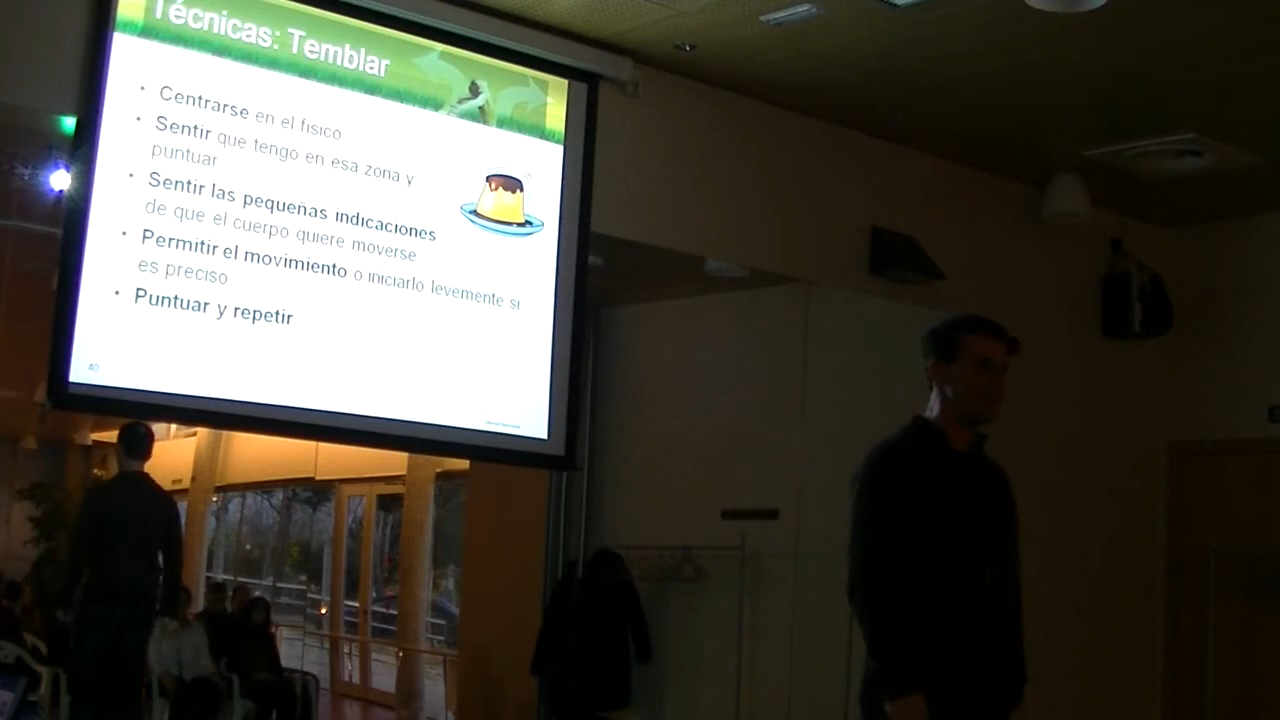 Técnicas: Temblar
• Centrarse en el físico
• Sentir que tengo en esa zona y
puntuar
• Sentir las pequeñas indicaciones
de que el cuerpo quiere moverse
• Permitir el movimiento o iniciarlo levemente si
es preciso
• Puntuar y repetir
40